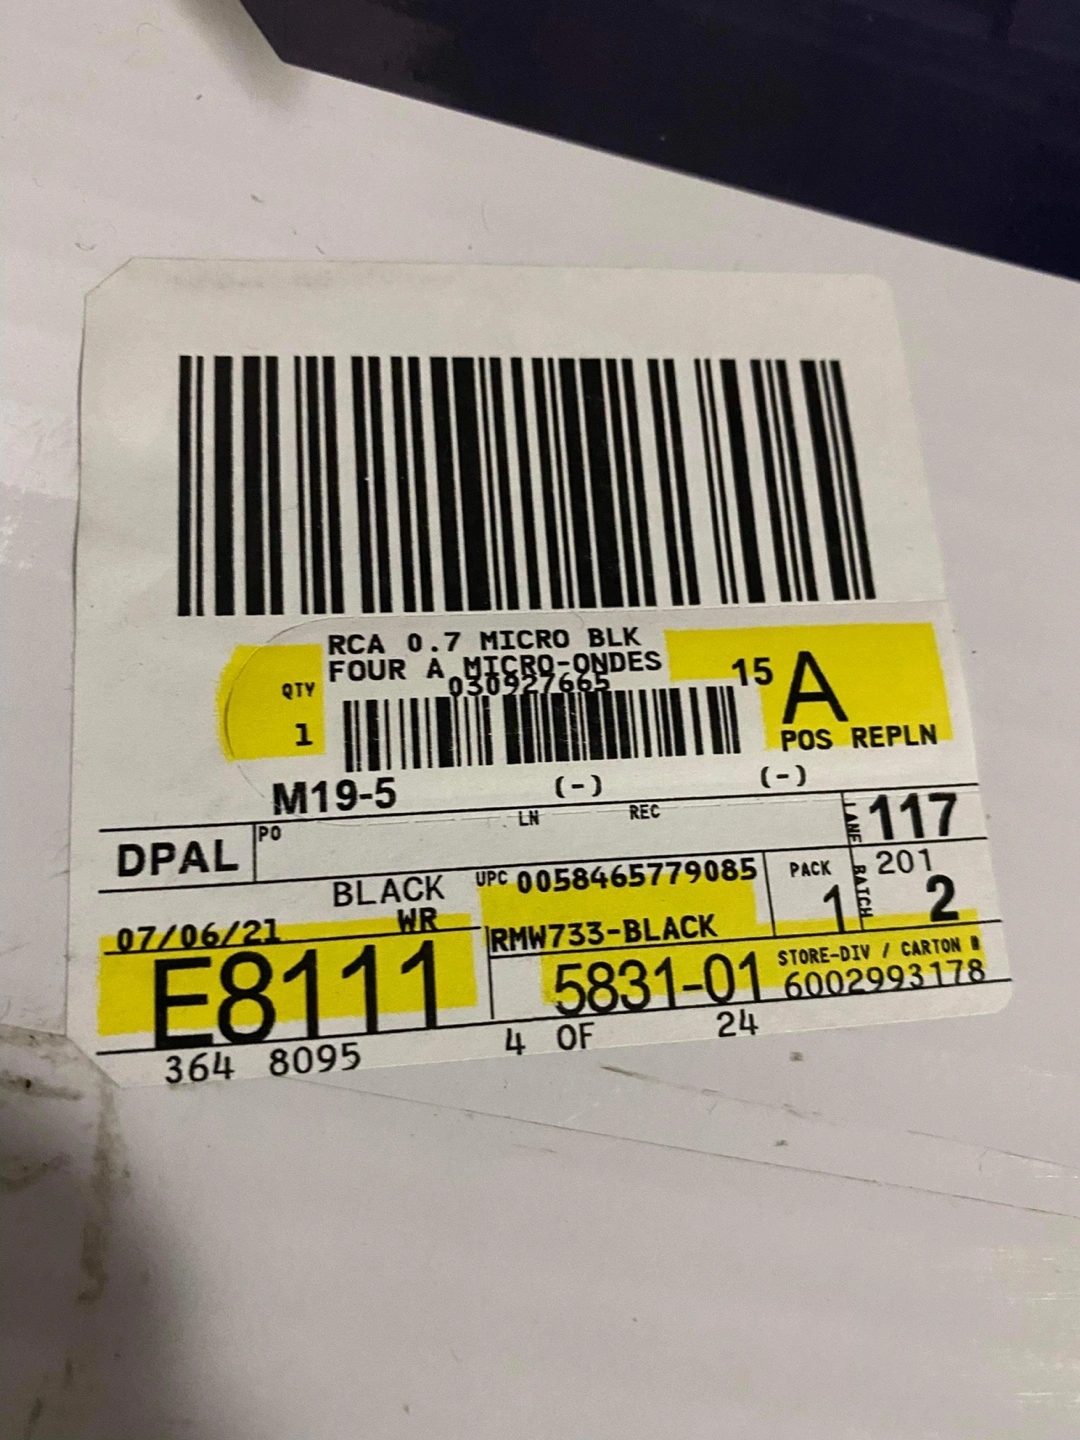 RCA 0.7 MICRO BLK
FOUR A MICRO-ONDES
030927665
QTY
1
15 A
POS REPLN
M19-5 (-) (-)
DPAL PO LN REC LANE 117
BLACK UPC 0058465779085 PACK 1 BATCH 201 2
07/06/21 WR RMW733-BLACK
E8111 5831-01 STORE-DIV / CARTON #
6002993178
364 8095 4 OF 24